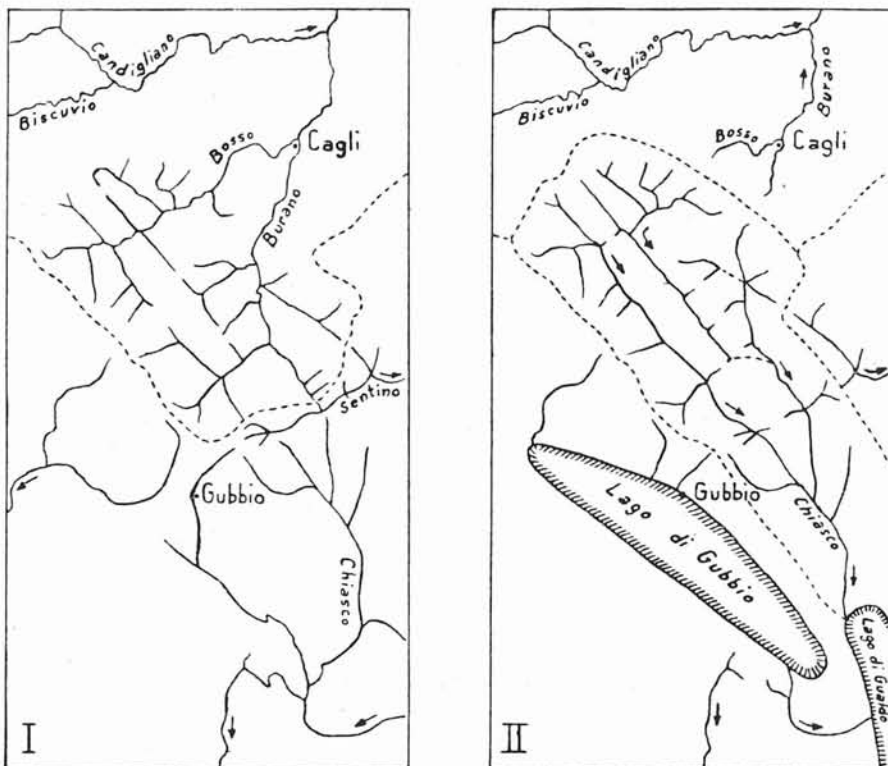 Candigliano
Biscuvio
Bosso
Cagli
Burano
Sentino
Gubbio
Chiasco
I
Candigliano
Burano
Biscuvio
Bosso
Cagli
Gubbio
Lago di Gubbio
Chiasco
Lago di Gualdo
II